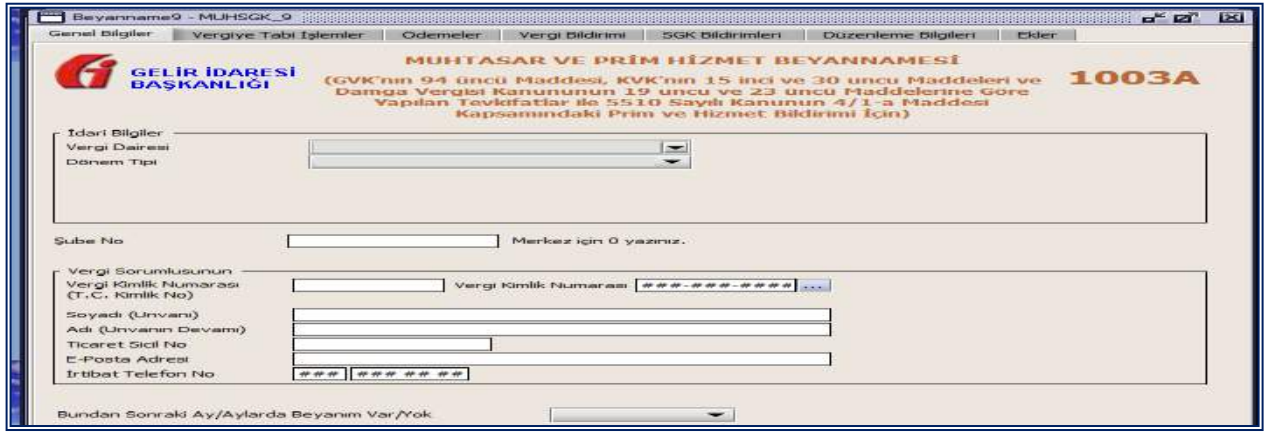 Beyanname9 - MUHSGK_9
Genel Bilgiler Vergiye Tabi İşlemler Ödemeler Vergi Bildirimi SGK Bildirimleri Düzenleme Bilgileri Ekler
GELİR İDARESİ
BAŞKANLIĞI
MUHTASAR VE PRİM HİZMET BEYANNAMESİ
1003A
(GVK'nın 94 üncü Maddesi, KVK'nın 15 inci ve 30 uncu Maddeleri ve
Damga Vergisi Kanununun 19 uncu ve 23 üncü Maddelerine Göre
Yapılan Tevkifatlar ile 5510 Sayılı Kanunun 4/1-a Maddesi
Kapsamındaki Prim ve Hizmet Bildirimi İçin)
İdari Bilgiler
Vergi Dairesi
Dönem Tipi
Şube No Merkez için 0 yazınız.
Vergi Sorumlusunun
Vergi Kimlik Numarası Vergi Kimlik Numarası ###-###-#### ...
(T.C. Kimlik No)
Soyadı (Unvanı)
Adı (Unvanın Devamı)
Ticaret Sicil No
E-Posta Adresi
İrtibat Telefon No ### ### ## ##
Bundan Sonraki Ay/Aylarda Beyanım Var/Yok